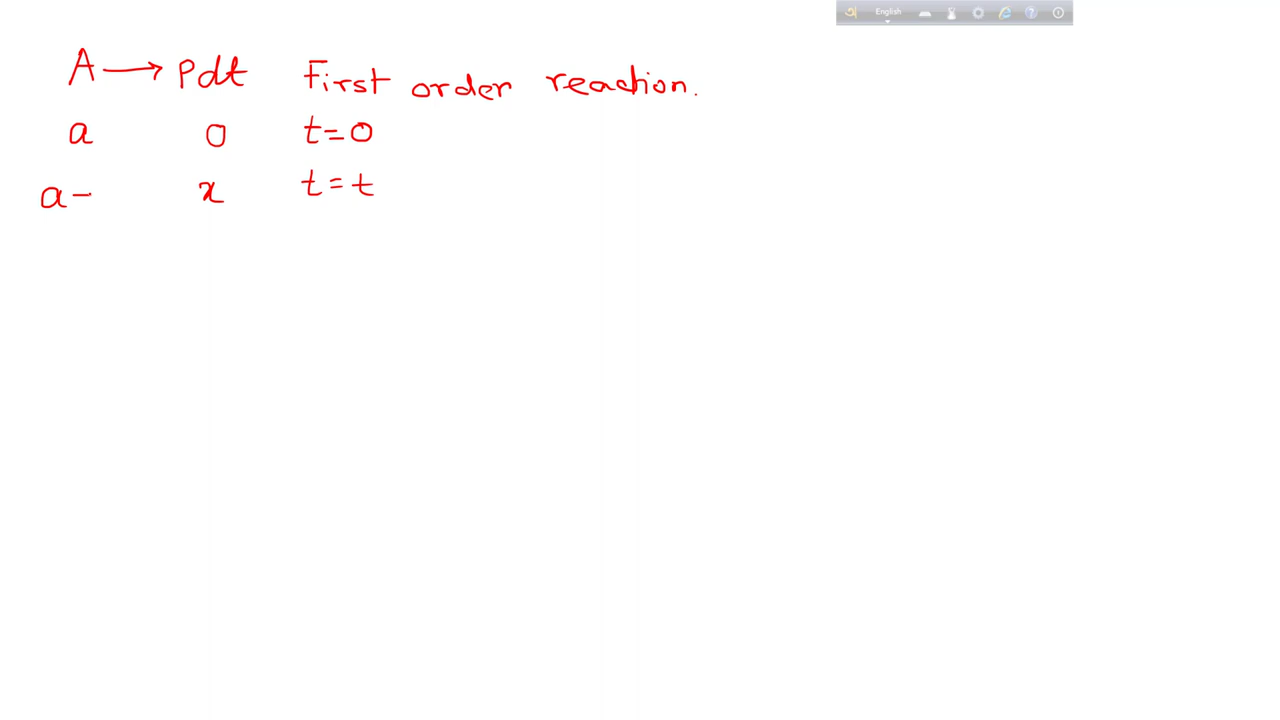 English
A → Pdt First order reaction.
a 0 t=0
a- x t=t